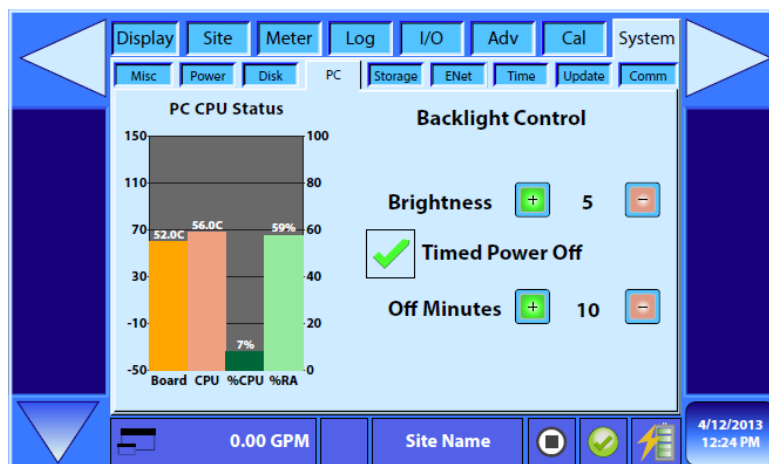 Display Site Meter Log I/O Adv Cal System
Misc Power Disk PC Storage ENet Time Update Comm
PC CPU Status
150 100
110 80
70 60
30 40
-10 20
-50 0
52.0C 56.0C 7% 59%
Board CPU %CPU %RA
Backlight Control
Brightness + 5 -
Timed Power Off
Off Minutes + 10 -
0.00 GPM Site Name
4/12/2013
12:24 PM